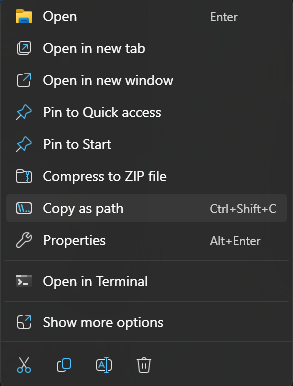 Open Enter
Open in new tab
Open in new window
Pin to Quick access
Pin to Start
Compress to ZIP file
Copy as path Ctrl+Shift+C
Properties Alt+Enter
Open in Terminal
Show more options